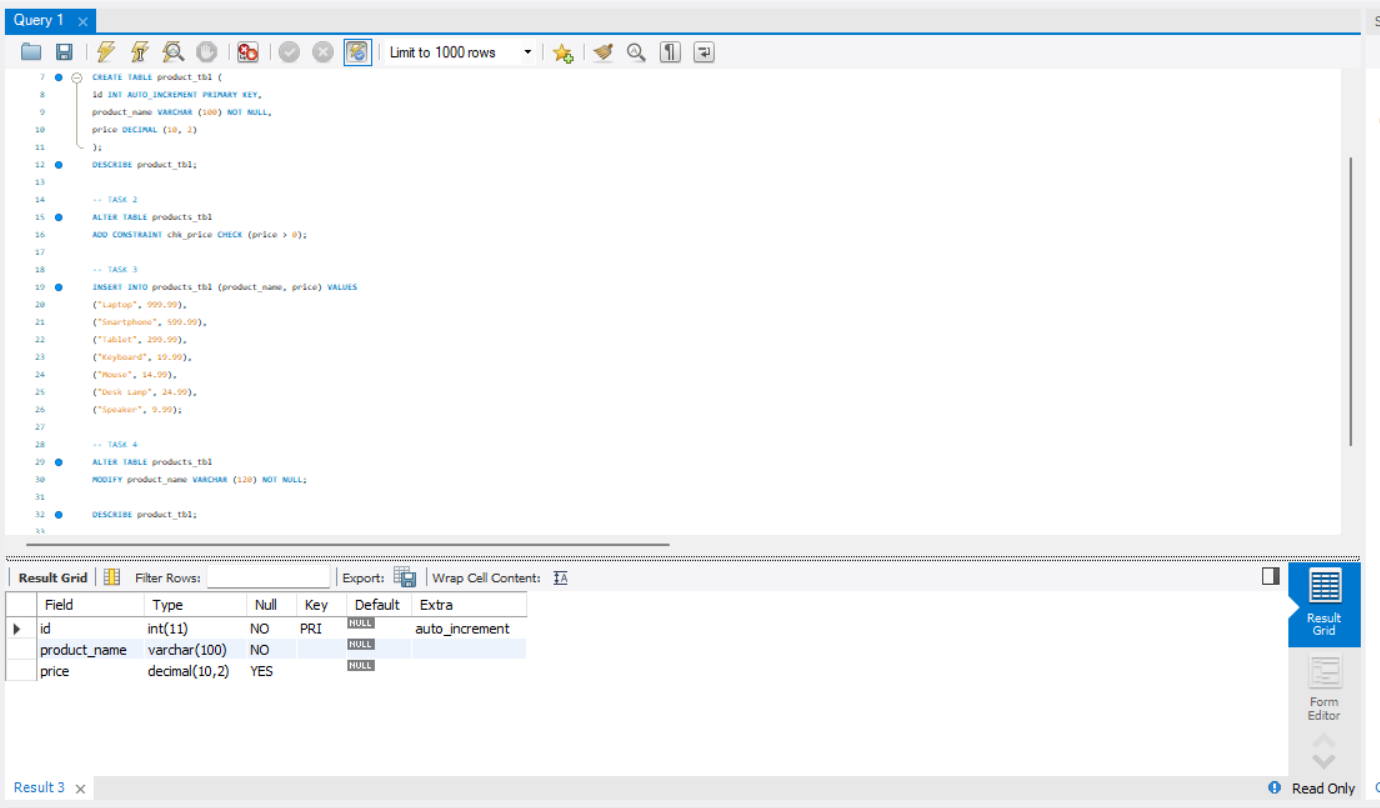 Query 1
Limit to 1000 rows
7 CREATE TABLE product_tbl (
8 id INT AUTO_INCREMENT PRIMARY KEY,
9 product_name VARCHAR (100) NOT NULL,
10 price DECIMAL (10, 2)
11 );
12 DESCRIBE product_tbl;
13
14 -- TASK 2
15 ALTER TABLE products_tbl
16 ADD CONSTRAINT chk_price CHECK (price > 0);
17
18 -- TASK 3
19 INSERT INTO products_tbl (product_name, price) VALUES
20 ("Laptop", 999.99),
21 ("Smartphone", 599.99),
22 ("Tablet", 299.99),
23 ("Keyboard", 19.99),
24 ("Mouse", 14.99),
25 ("Desk Lamp", 24.99),
26 ("Speaker", 9.99);
27
28 -- TASK 4
29 ALTER TABLE products_tbl
30 MODIFY product_name VARCHAR (120) NOT NULL;
31
32 DESCRIBE product_tbl;
33
Result Grid Filter Rows: Export: Wrap Cell Content:
Field Type Null Key Default Extra
id int(11) NO PRI NULL auto_increment
product_name varchar(100) NO NULL
price decimal(10,2) YES NULL
Result
Grid
Form
Editor
Result 3
Read Only